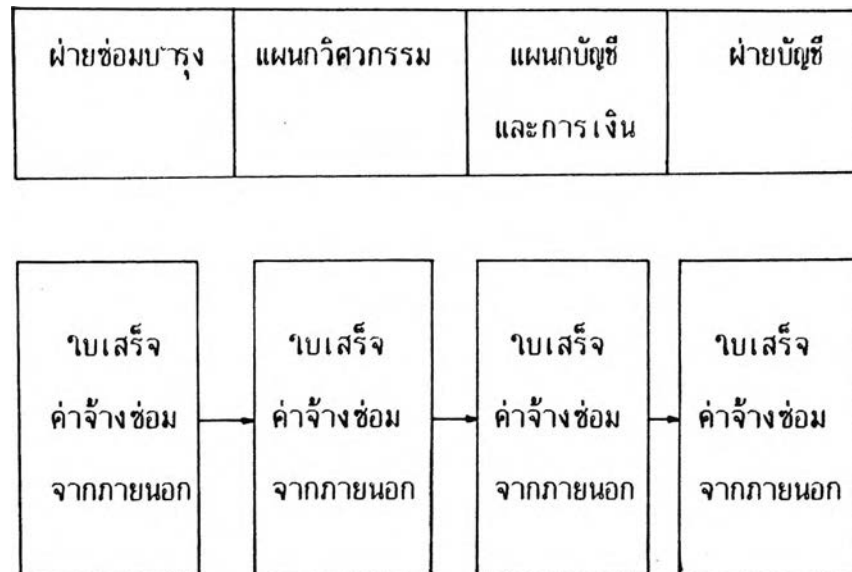 ฝ่ายซ่อมบำรุง แผนกวิศวกรรม แผนกบัญชี ฝ่ายบัญชี
และการเงิน
ใบเสร็จ ใบเสร็จ ใบเสร็จ ใบเสร็จ
ค่าจ้างซ่อม ค่าจ้างซ่อม ค่าจ้างซ่อม ค่าจ้างซ่อม
จากภายนอก จากภายนอก จากภายนอก จากภายนอก